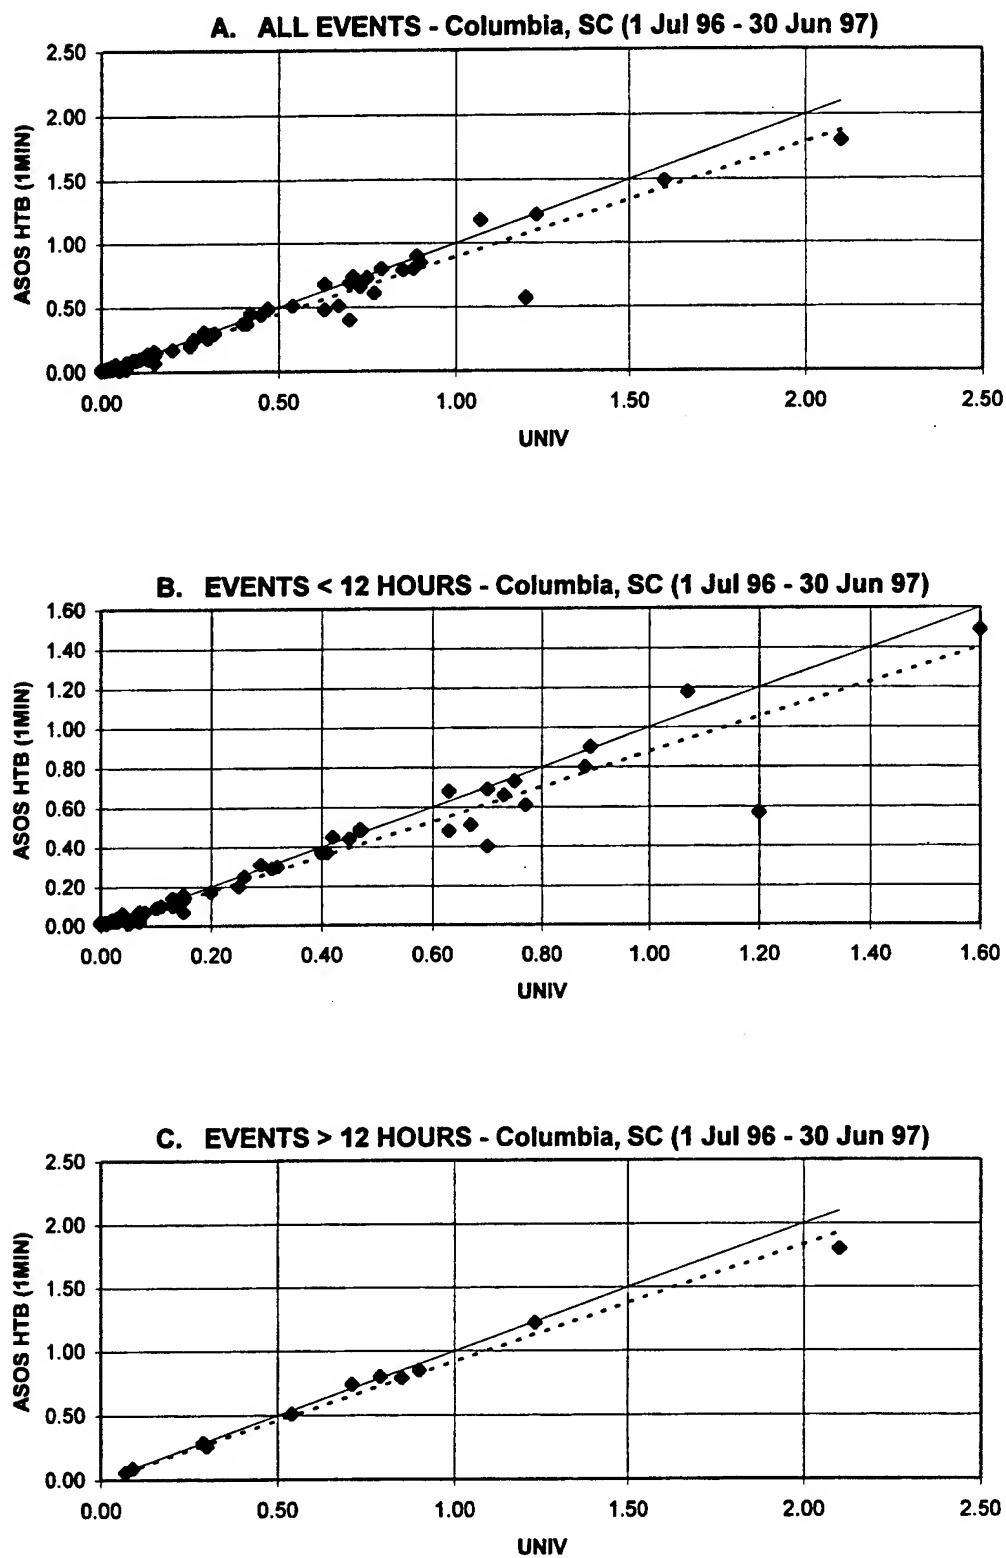 A. ALL EVENTS - Columbia, SC (1 Jul 96 - 30 Jun 97)
2.50
2.00
1.50
1.00
0.50
0.00
ASOS HTB (1MIN)
0.00 0.50 1.00 1.50 2.00 2.50
UNIV
B. EVENTS < 12 HOURS - Columbia, SC (1 Jul 96 - 30 Jun 97)
1.60
1.40
1.20
1.00
0.80
0.60
0.40
0.20
0.00
ASOS HTB (1MIN)
0.00 0.20 0.40 0.60 0.80 1.00 1.20 1.40 1.60
UNIV
C. EVENTS > 12 HOURS - Columbia, SC (1 Jul 96 - 30 Jun 97)
2.50
2.00
1.50
1.00
0.50
0.00
ASOS HTB (1MIN)
0.00 0.50 1.00 1.50 2.00 2.50
UNIV